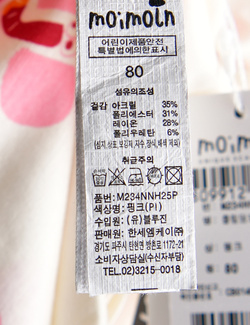 moimoln
어린이제품안전
특별법에의한표시
80
섬유의조성
겉감 아크릴 35%
폴리에스터 31%
레이온 28%
폴리우레탄 6%
취급주의
품번: M234NNH25P
색상명: 핑크(PI)
수입원: (유)블루진
판매원: 한세엠케이(주)
경기도 파주시 탄현면 방촌로 1172-21
소비자상담실(수신자부담)
TEL.02)3215-0018
80